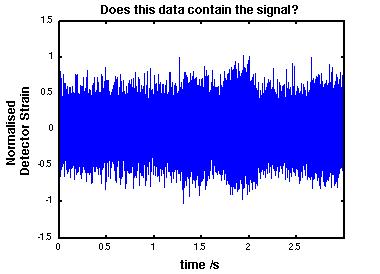 Does this data contain the signal?
1.5
1
0.5
0
-0.5
-1
-1.5
Normalised
Detector Strain
0 0.5 1 1.5 2 2.5
time /s